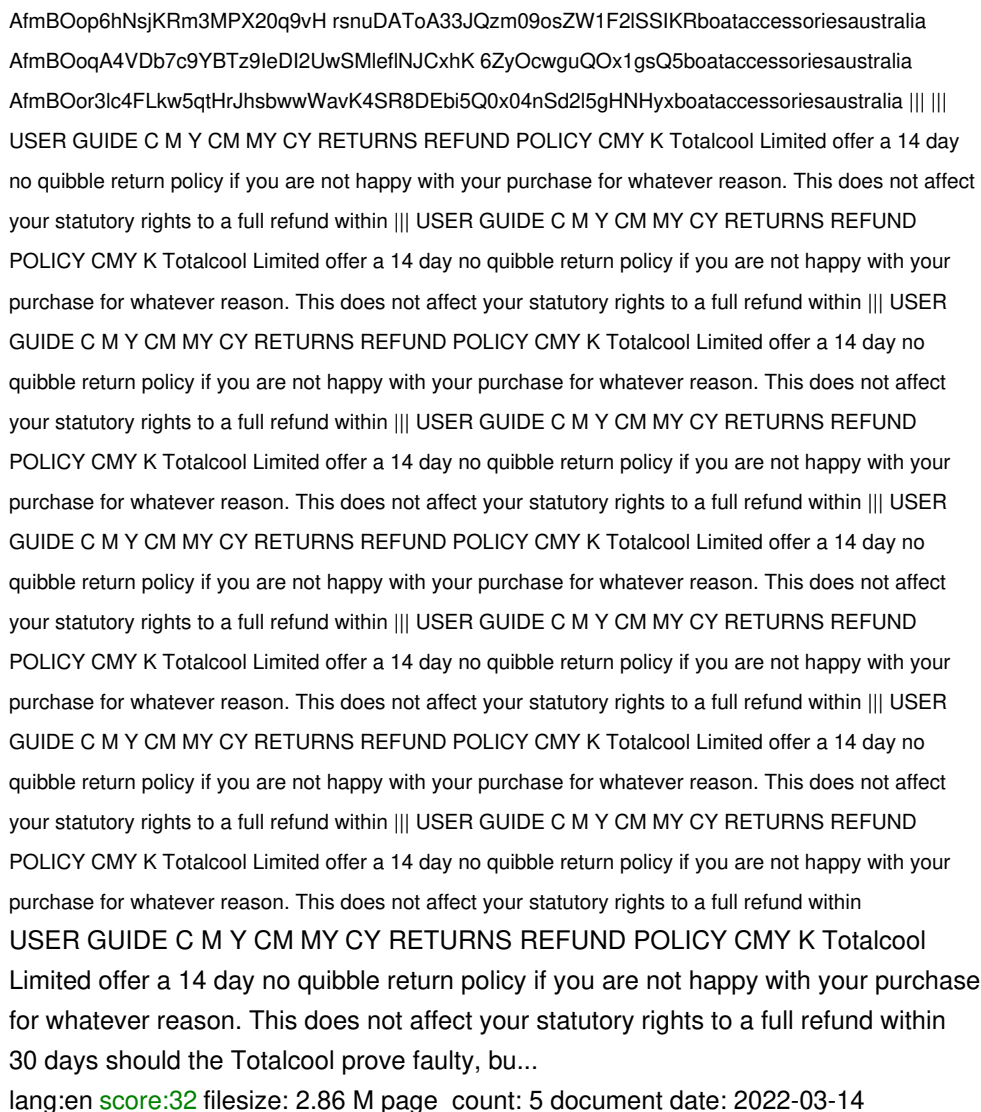 AfmBOop6hNsjKRm3MPX20q9vH rsnuDAToA33JQzm09osZW1F2lSSIKRboataccessoriesaustralia
AfmBOoqA4VDb7c9YBTz9IeDI2UwSMleflNJCxhK 6ZyOcwguQOx1gsQ5boataccessoriesaustralia
AfmBOor3lc4FLkw5qtHrJhsbwwWavK4SR8DEbi5Q0x04nSd2l5gHNHyxboataccessoriesaustralia ||| |||
USER GUIDE C M Y CM MY CY RETURNS REFUND POLICY CMY K Totalcool Limited offer a 14 day
no quibble return policy if you are not happy with your purchase for whatever reason. This does not affect
your statutory rights to a full refund within ||| USER GUIDE C M Y CM MY CY RETURNS REFUND
POLICY CMY K Totalcool Limited offer a 14 day no quibble return policy if you are not happy with your
purchase for whatever reason. This does not affect your statutory rights to a full refund within ||| USER
GUIDE C M Y CM MY CY RETURNS REFUND POLICY CMY K Totalcool Limited offer a 14 day no
quibble return policy if you are not happy with your purchase for whatever reason. This does not affect
your statutory rights to a full refund within ||| USER GUIDE C M Y CM MY CY RETURNS REFUND
POLICY CMY K Totalcool Limited offer a 14 day no quibble return policy if you are not happy with your
purchase for whatever reason. This does not affect your statutory rights to a full refund within ||| USER
GUIDE C M Y CM MY CY RETURNS REFUND POLICY CMY K Totalcool Limited offer a 14 day no
quibble return policy if you are not happy with your purchase for whatever reason. This does not affect
your statutory rights to a full refund within ||| USER GUIDE C M Y CM MY CY RETURNS REFUND
POLICY CMY K Totalcool Limited offer a 14 day no quibble return policy if you are not happy with your
purchase for whatever reason. This does not affect your statutory rights to a full refund within ||| USER
GUIDE C M Y CM MY CY RETURNS REFUND POLICY CMY K Totalcool Limited offer a 14 day no
quibble return policy if you are not happy with your purchase for whatever reason. This does not affect
your statutory rights to a full refund within ||| USER GUIDE C M Y CM MY CY RETURNS REFUND
POLICY CMY K Totalcool Limited offer a 14 day no quibble return policy if you are not happy with your
purchase for whatever reason. This does not affect your statutory rights to a full refund within
USER GUIDE C M Y CM MY CY RETURNS REFUND POLICY CMY K Totalcool
Limited offer a 14 day no quibble return policy if you are not happy with your purchase
for whatever reason. This does not affect your statutory rights to a full refund within
30 days should the Totalcool prove faulty, bu...
lang:en score:32 filesize: 2.86 M page_count: 5 document date: 2022-03-14